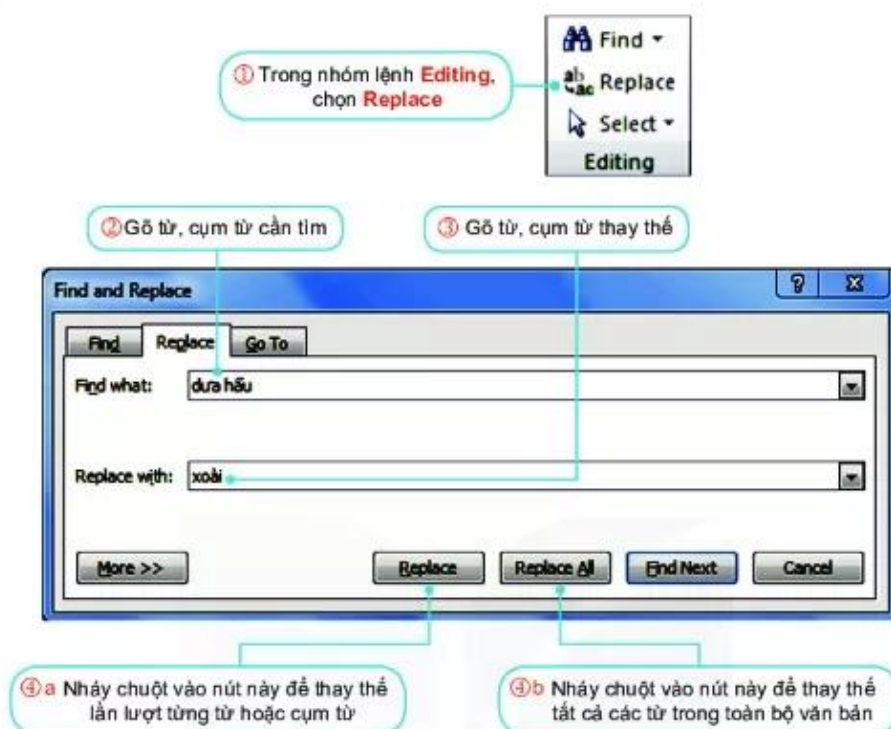 Find
① Trong nhóm lệnh Editing,
chọn Replace
Replace
Select
Editing
② Gõ từ, cụm từ cần tìm
③ Gõ từ, cụm từ thay thế
Find and Replace
Find Replace Go To
Find what: dưa hấu
Replace with: xoài
More >> Replace Replace All Find Next Cancel
④a Nháy chuột vào nút này để thay thế
lần lượt từng từ hoặc cụm từ
④b Nháy chuột vào nút này để thay thế
tất cả các từ trong toàn bộ văn bản